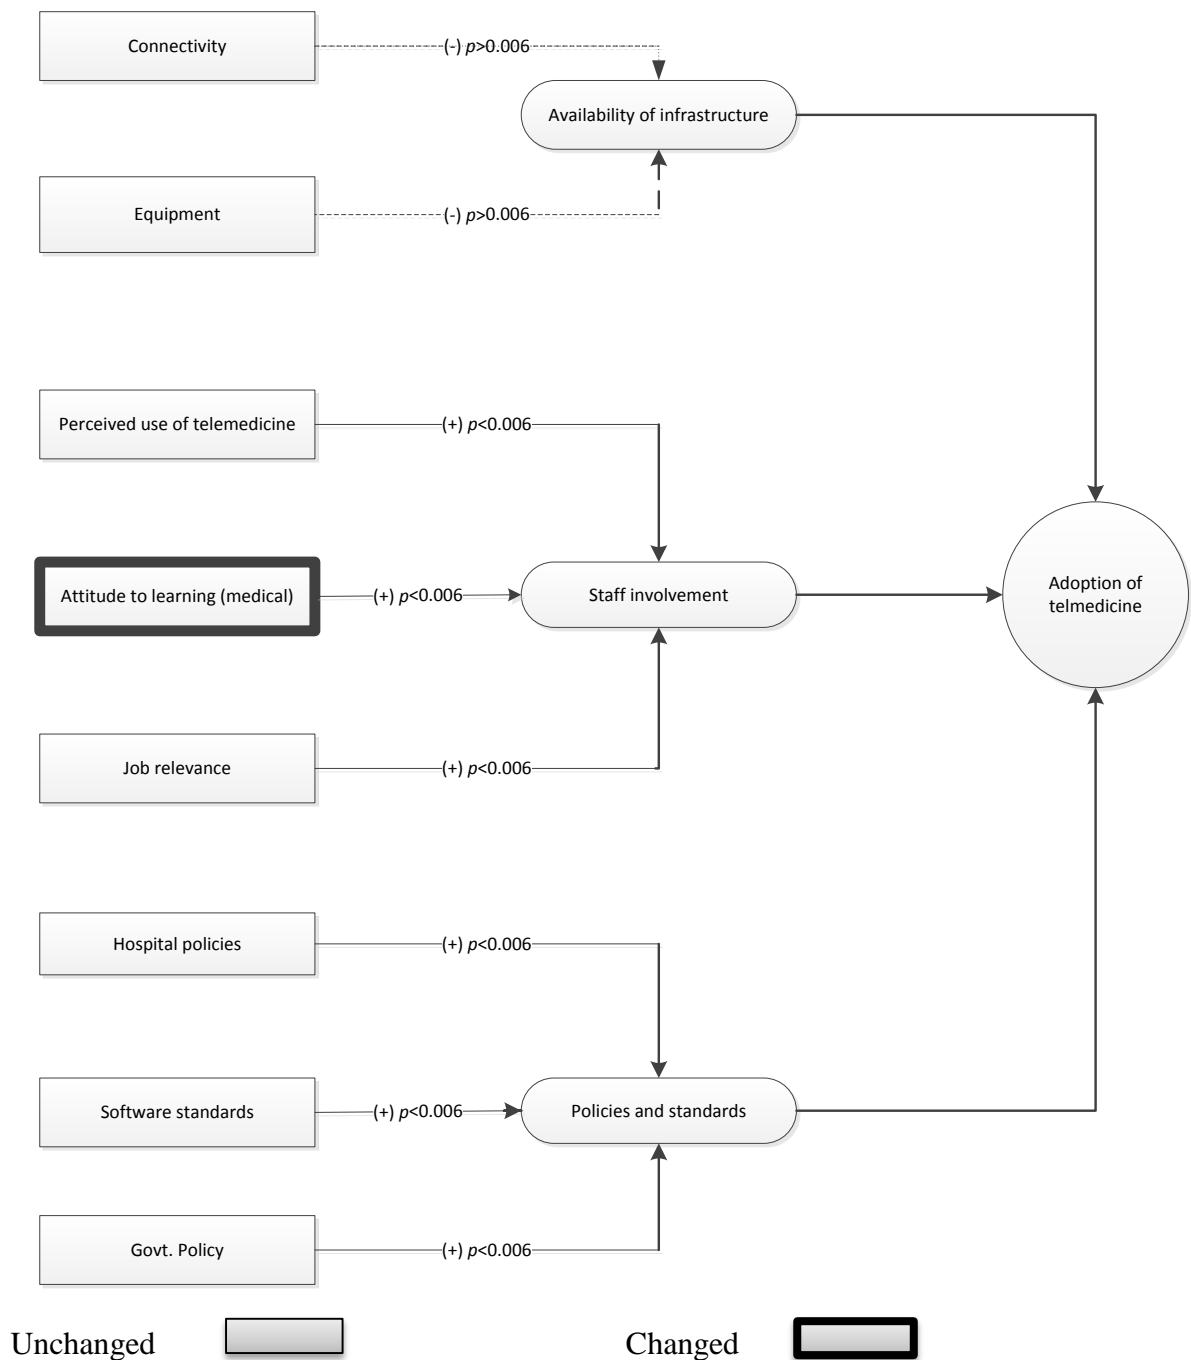 Connectivity
(-) p>0.006
Availability of infrastructure
Equipment
(-) p>0.006
Perceived use of telemedicine
(+) p<0.006
Attitude to learning (medical)
(+) p<0.006
Staff involvement
Adoption of
telmedicine
Job relevance
(+) p<0.006
Hospital policies
(+) p<0.006
Software standards
(+) p<0.006
Policies and standards
Govt. Policy
(+) p<0.006
Unchanged
Changed